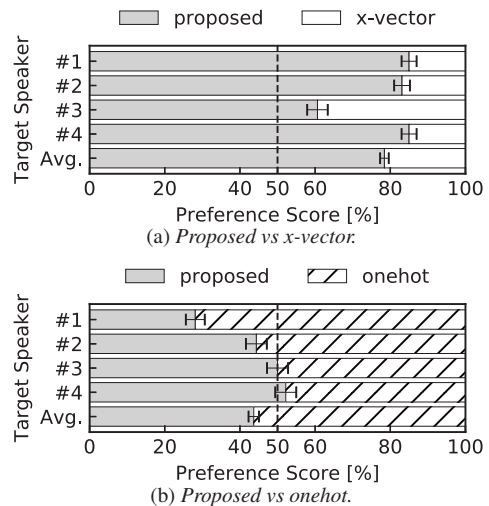 proposed x-vector
Target Speaker
#1
#2
#3
#4
Avg.
0 20 40 50 60 80 100
Preference Score [%]
(a) Proposed vs x-vector.
proposed onehot
Target Speaker
#1
#2
#3
#4
Avg.
0 20 40 50 60 80 100
Preference Score [%]
(b) Proposed vs onehot.